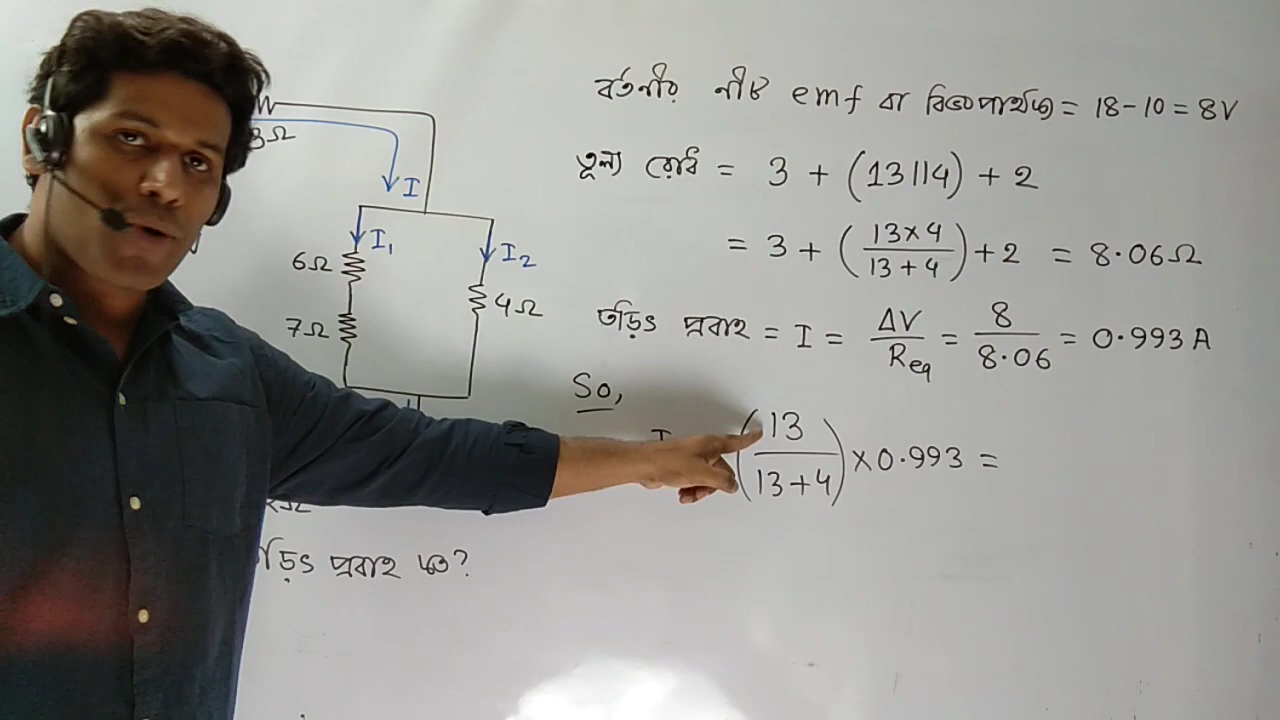 বর্তনীর নীট emf বা বিভবপার্থক্য = 18 - 10 = 8V
3Ω
I
তুল্য রোধ = 3 + (13||4) + 2
= 3 + (13×4 / 13+4) + 2 = 8.06Ω
I₁
I₂
6Ω
4Ω
7Ω
তড়িৎ প্রবাহ = I = ΔV / Req = 8 / 8.06 = 0.993 A
So,
(13 / 13+4) × 0.993 =
তড়িৎ প্রবাহ কত?